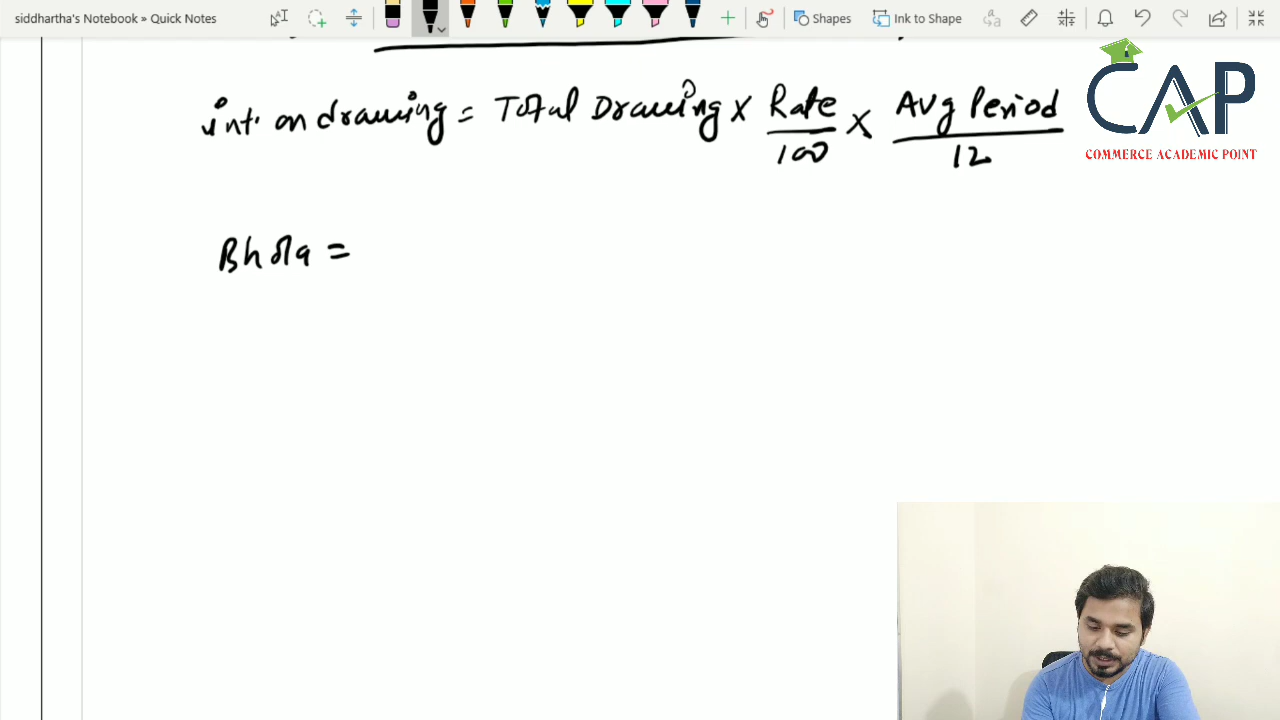 siddhartha's Notebook » Quick Notes
Shapes
Ink to Shape
int. on drawing = Total Drawing X Rate/100 X Avg Period/12
CAP
COMMERCE ACADEMIC POINT
Bhola =